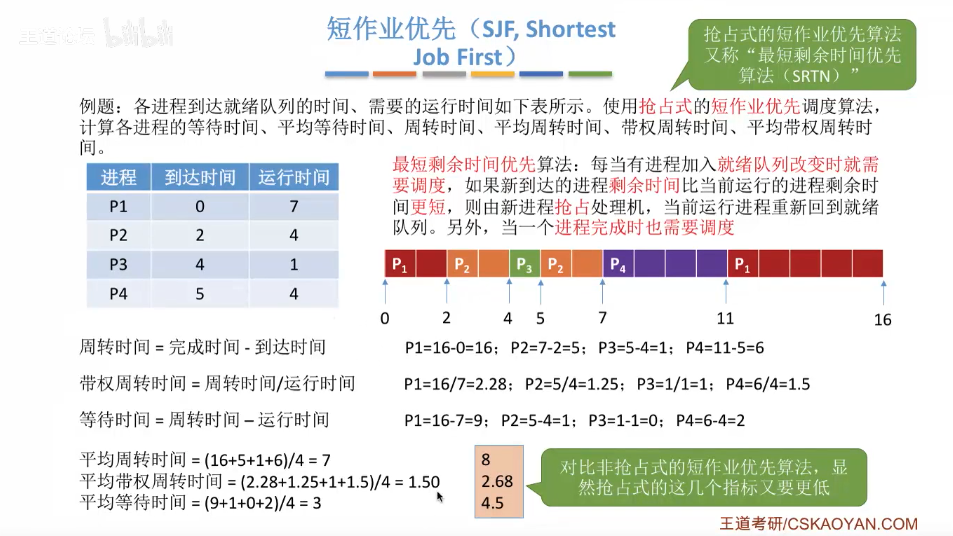 短作业优先（SJF, Shortest
Job First）
抢占式的短作业优先算法
又称“最短剩余时间优先
算法（SRTN）”
例题：各进程到达就绪队列的时间、需要的运行时间如下表所示。使用抢占式的短作业优先调度算法，
计算各进程的等待时间、平均等待时间、周转时间、平均周转时间、带权周转时间、平均带权周转时
间。
进程 到达时间 运行时间
P1 0 7
P2 2 4
P3 4 1
P4 5 4
最短剩余时间优先算法：每当有进程加入就绪队列改变时就需
要调度，如果新到达的进程剩余时间比当前运行的进程剩余时
间更短，则由新进程抢占处理机，当前运行进程重新回到就绪
队列。另外，当一个进程完成时也需要调度
P1 P2 P3 P2 P4 P1
0 2 4 5 7 11 16
周转时间 = 完成时间 - 到达时间 P1=16-0=16；P2=7-2=5；P3=5-4=1；P4=11-5=6
带权周转时间 = 周转时间/运行时间 P1=16/7=2.28；P2=5/4=1.25；P3=1/1=1；P4=6/4=1.5
等待时间 = 周转时间 – 运行时间 P1=16-7=9；P2=5-4=1；P3=1-1=0；P4=6-4=2
平均周转时间 = (16+5+1+6)/4 = 7
平均带权周转时间 = (2.28+1.25+1+1.5)/4 = 1.50
平均等待时间 = (9+1+0+2)/4 = 3
8
2.68
4.5
对比非抢占式的短作业优先算法，显
然抢占式的这几个指标又要更低
王道考研/CSKAOYAN.COM
bilibili